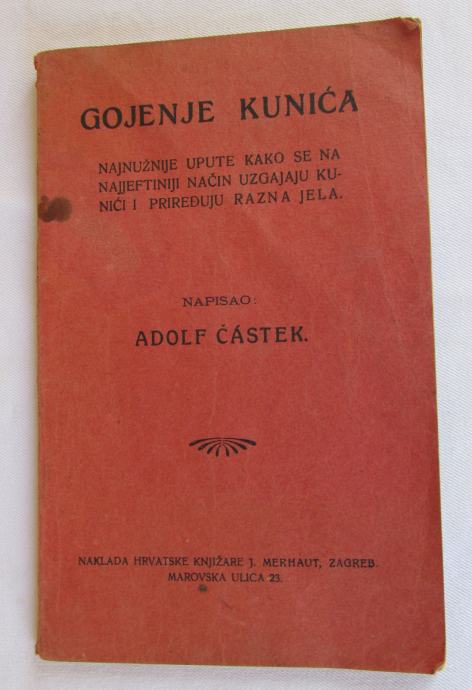 GOJENJE KUNIĆA
NAJNUŽNIJE UPUTE KAKO SE NA
NAJJEFTINIJI NAČIN UZGAJAJU KU-
NIĆI I PRIREĐUJU RAZNA JELA.
NAPISAO:
ADOLF ČÁSTEK.
NAKLADA HRVATSKE KNJIŽARE J. MERHAUT, ZAGREB.
MAROVSKA ULICA 23.